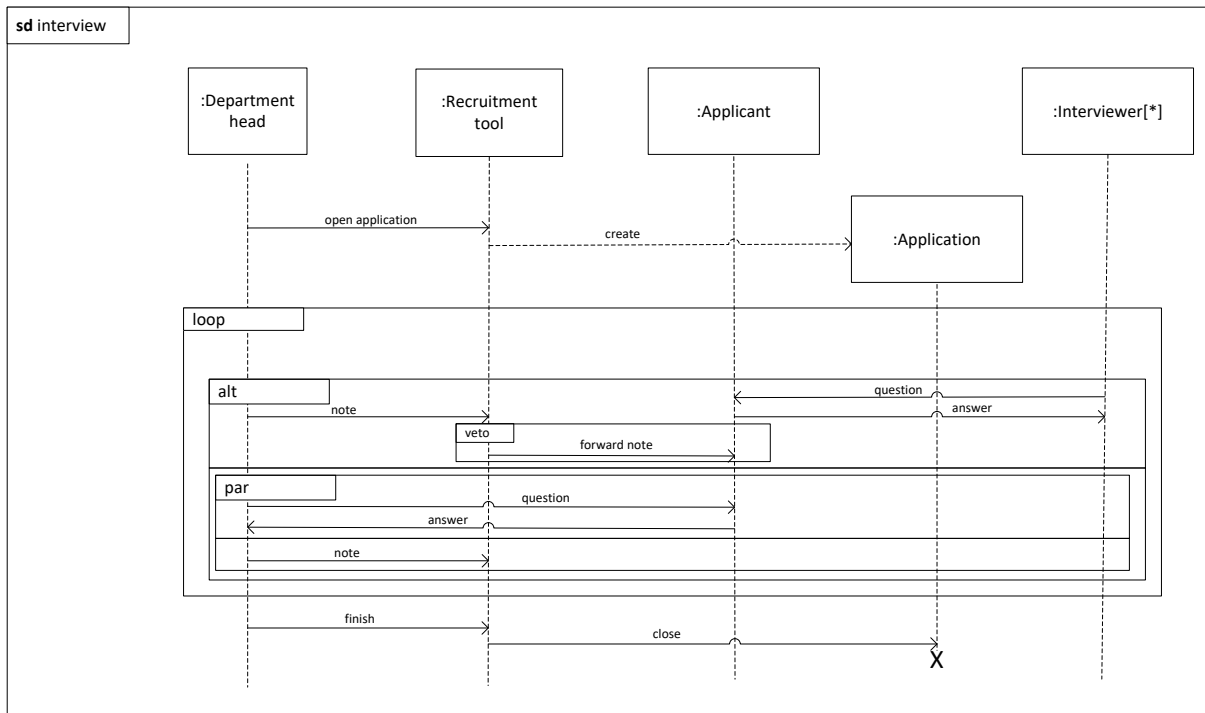 sd interview
:Department
head
:Recruitment
tool
:Applicant
:Interviewer[*]
open application
create
:Application
loop
alt
question
note
answer
veto
forward note
par
question
answer
note
finish
close
X